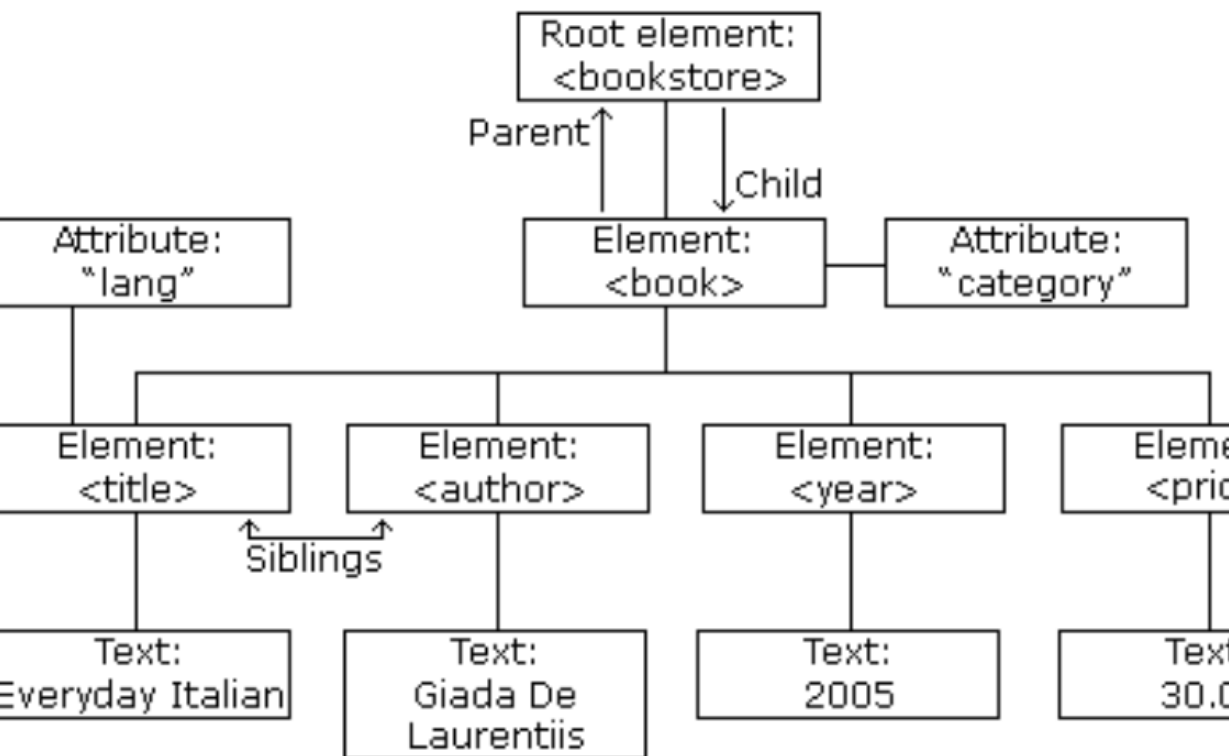 Root element:
<bookstore>
Parent
Child
Attribute:
“lang”
Element:
<book>
Attribute:
“category”
Element:
<title>
Element:
<author>
Element:
<year>
Siblings
Text:
Everyday Italian
Text:
Giada De
Laurentiis
Text:
2005